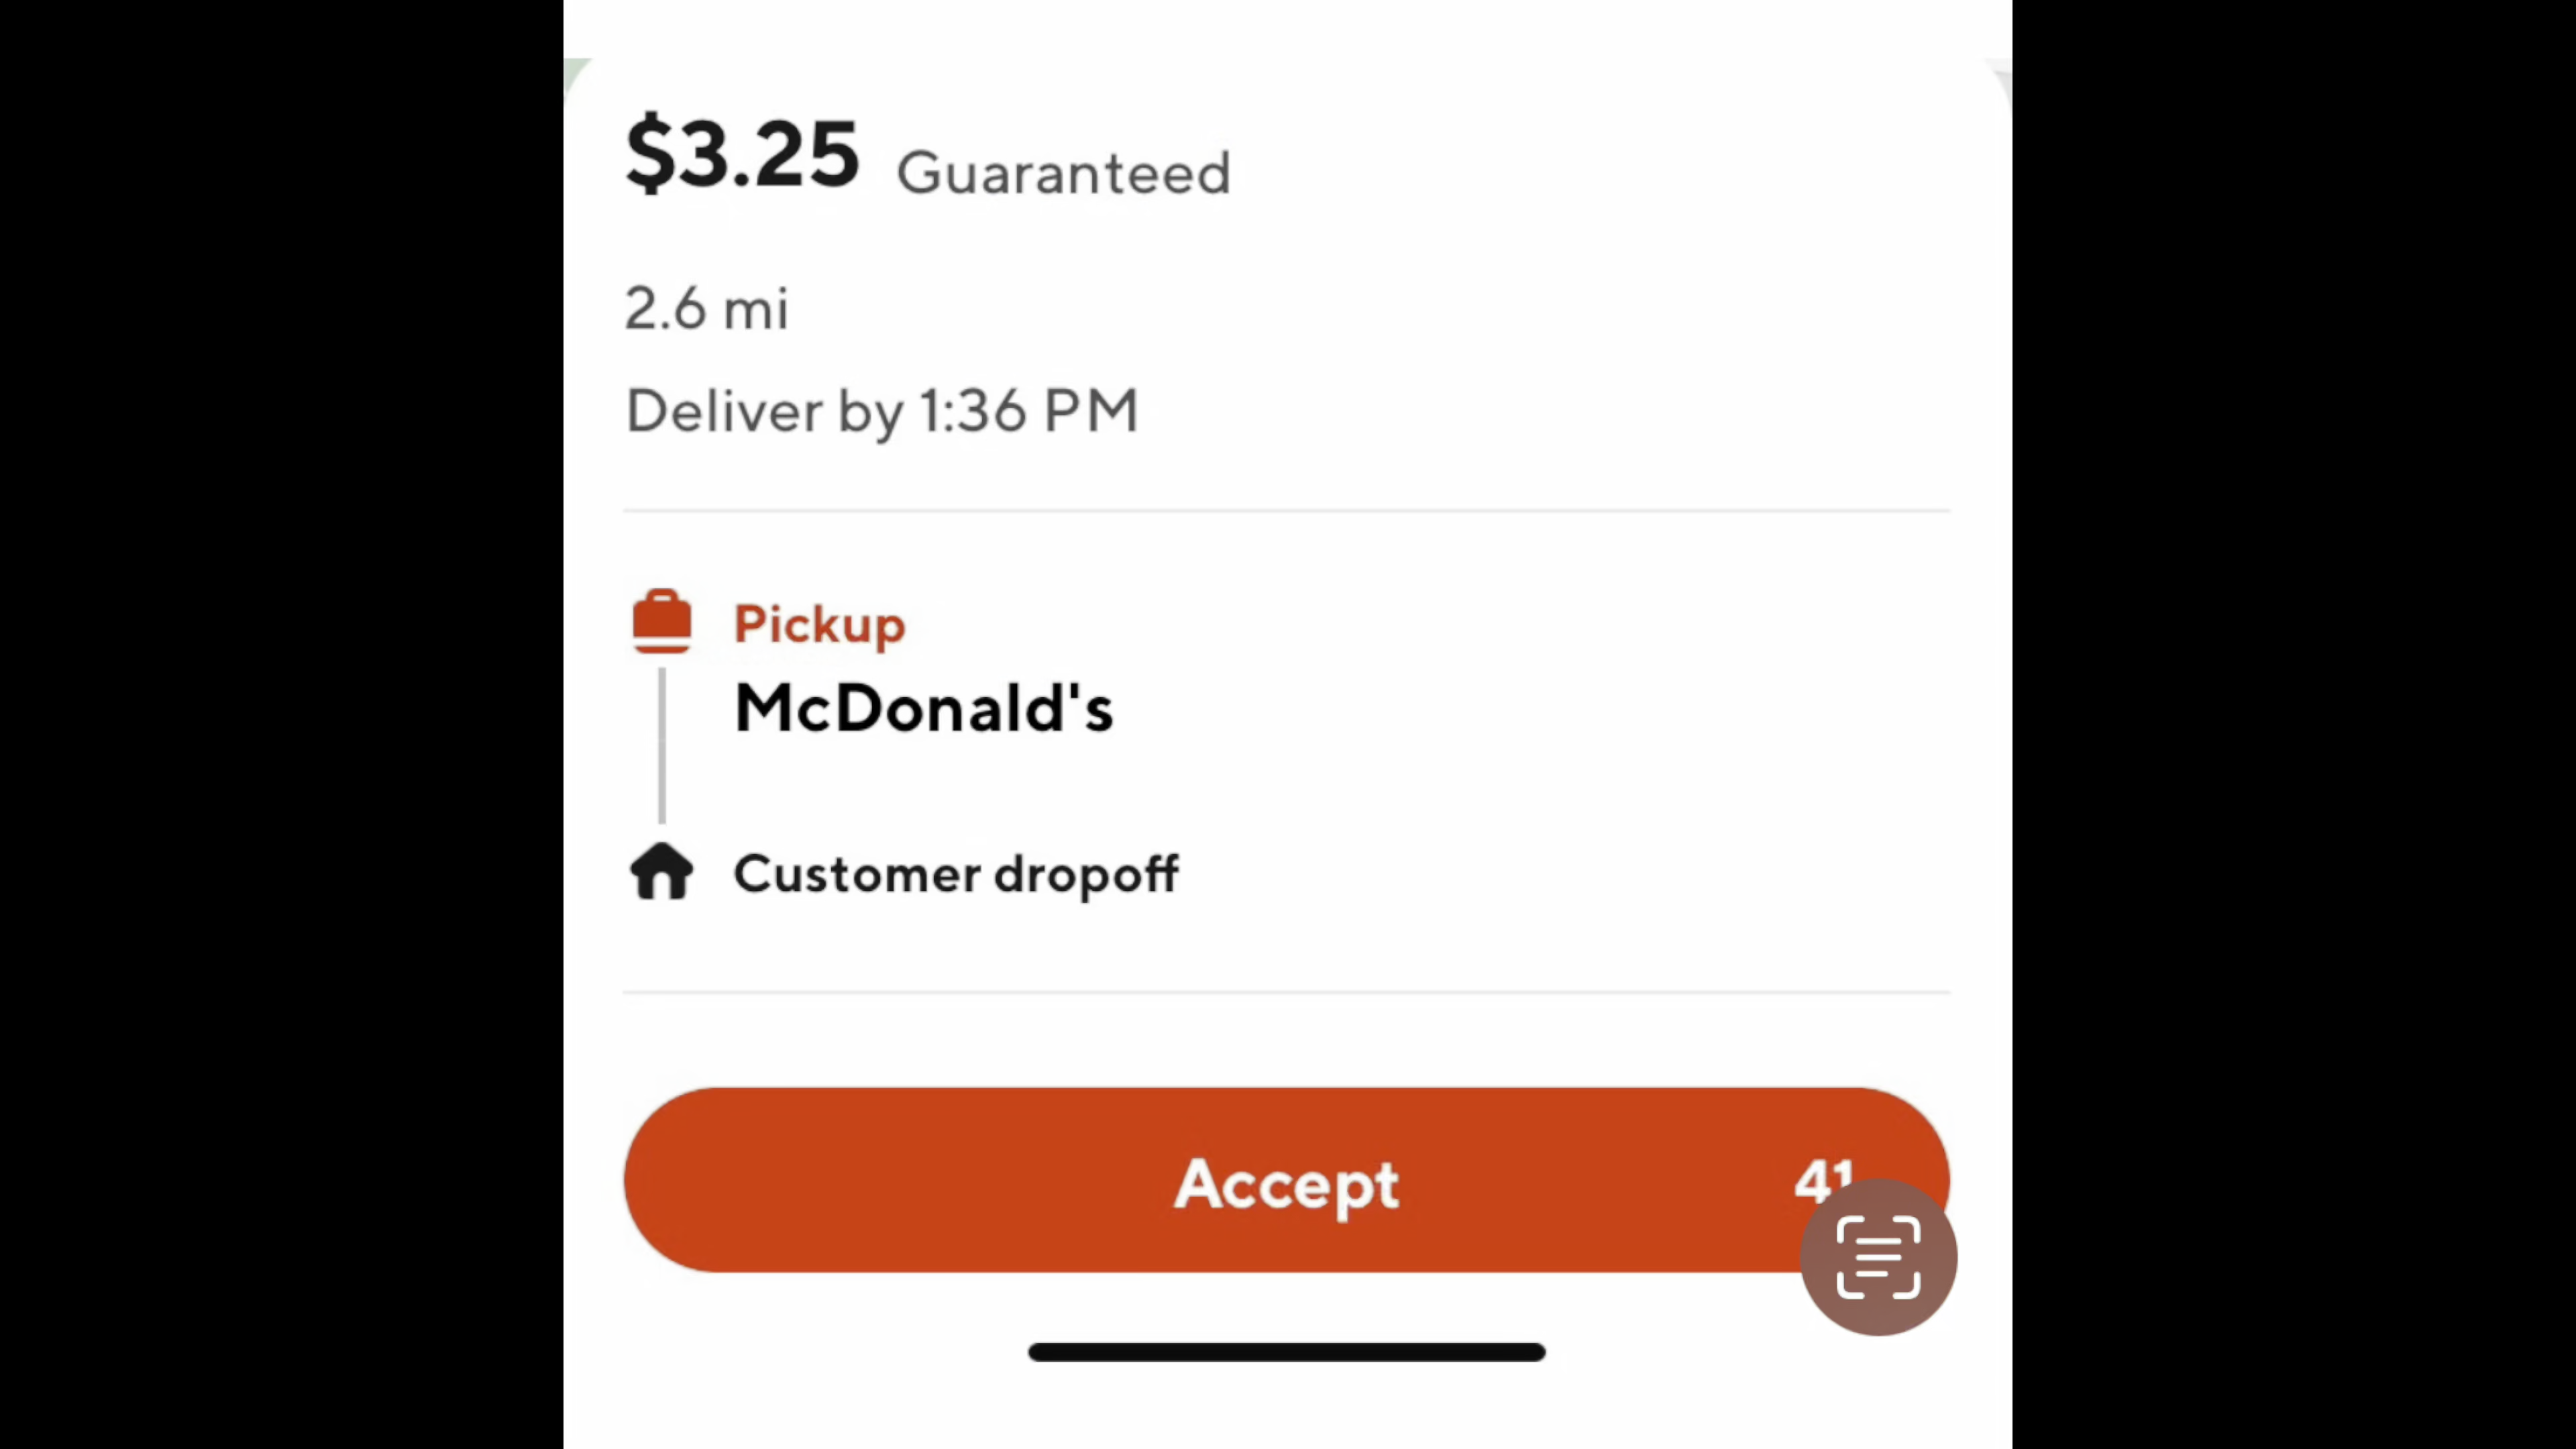 $3.25 Guaranteed
2.6 mi
Deliver by 1:36 PM
Pickup
McDonald's
Customer dropoff
Accept 41